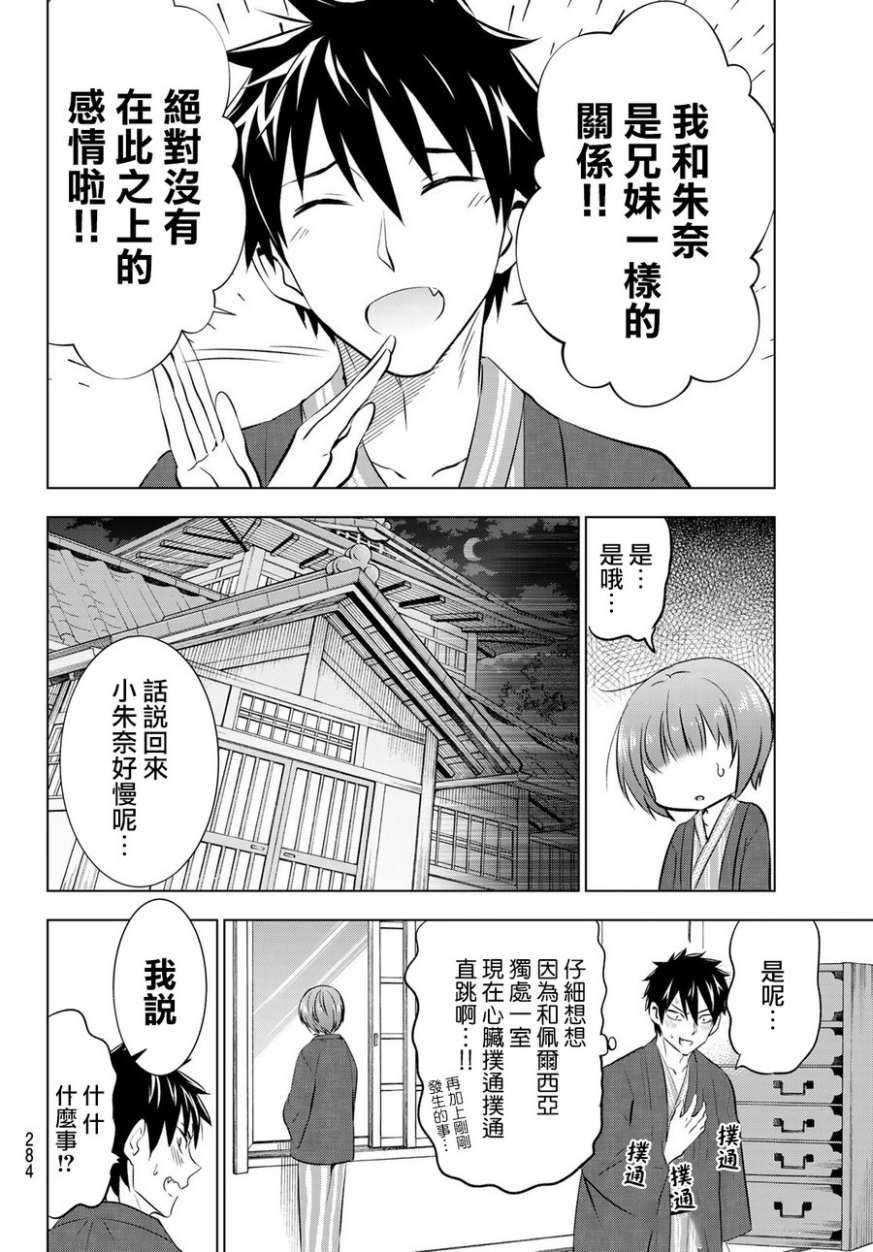 我和朱奈
是兄妹一樣的
關係!!
絕對沒有
在此之上的
感情啦!!
是…
是哦…
話説回來
小朱奈好慢呢…
是呢…
仔細想想
因為和佩爾西亞
獨處一室
現在心臟撲通撲通
直跳啊…!!
再加上剛剛
發生的事…
撲通
撲通
撲通
我説
什什
什麼事!?
284